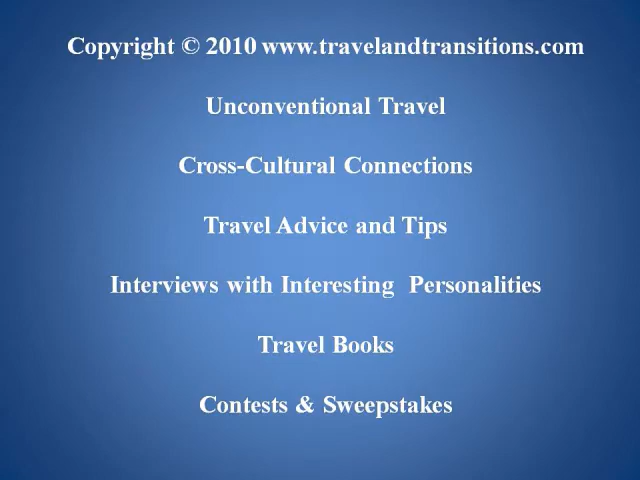 Copyright © 2010 www.travelandtransitions.com
Unconventional Travel
Cross-Cultural Connections
Travel Advice and Tips
Interviews with Interesting  Personalities
Travel Books
Contests & Sweepstakes